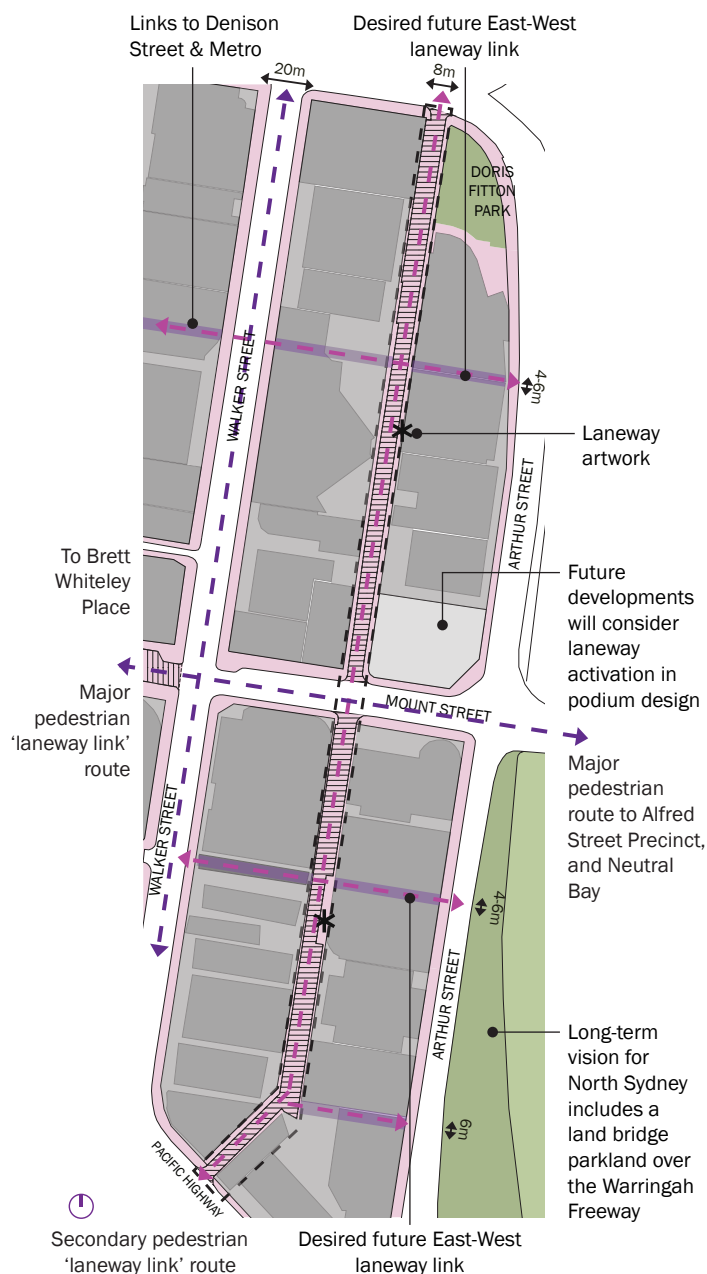 Links to Denison
Street & Metro
Desired future East-West
laneway link
20m
8m
DORIS
FITTON
PARK
WALKER STREET
4-6m
Laneway
artwork
ARTHUR STREET
To Brett
Whiteley
Place
Future
developments
will consider
laneway
activation in
podium design
Major
pedestrian
‘laneway link’
route
MOUNT STREET
Major
pedestrian
route to Alfred
Street Precinct,
and Neutral
Bay
WALKER STREET
4-6m
ARTHUR STREET
Long-term
vision for
North Sydney
includes a
land bridge
parkland over
the Warringah
Freeway
6m
PACIFIC HIGHWAY
Secondary pedestrian
‘laneway link’ route
Desired future East-West
laneway link